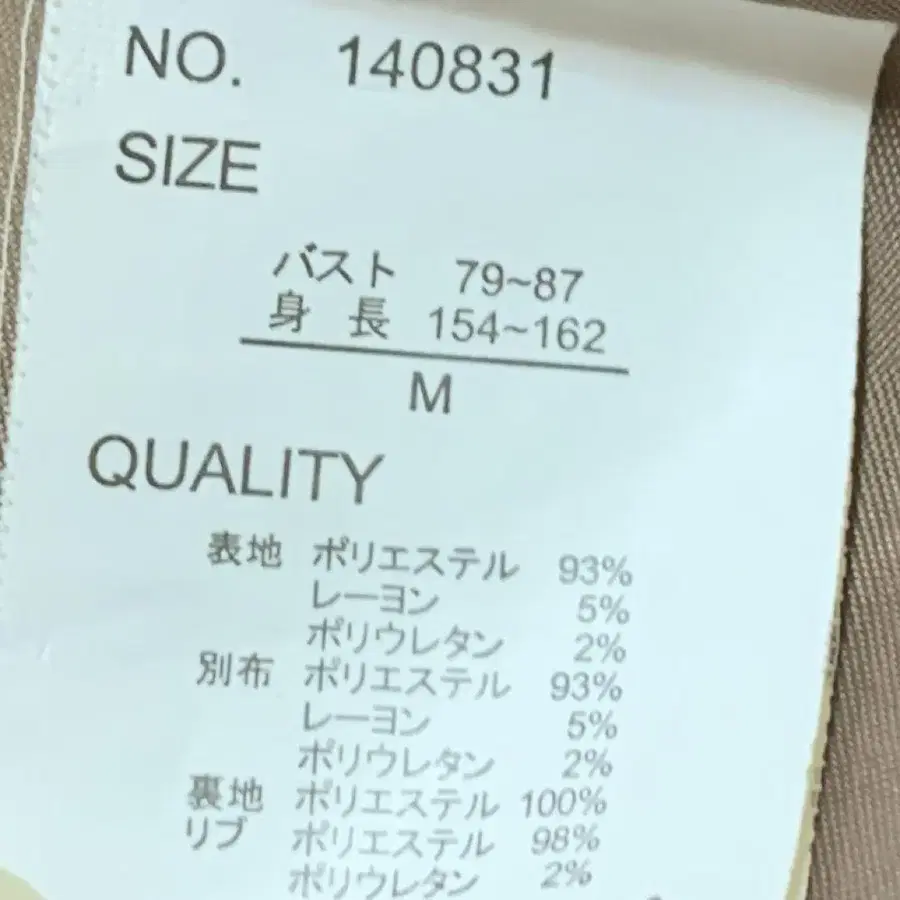 NO. 140831
SIZE
バスト 79~87
身 長 154~162
M
QUALITY
表地 ポリエステル 93%
レーヨン 5%
ポリウレタン 2%
別布 ポリエステル 93%
レーヨン 5%
ポリウレタン 2%
裏地 ポリエステル 100%
リブ ポリエステル 98%
ポリウレタン 2%